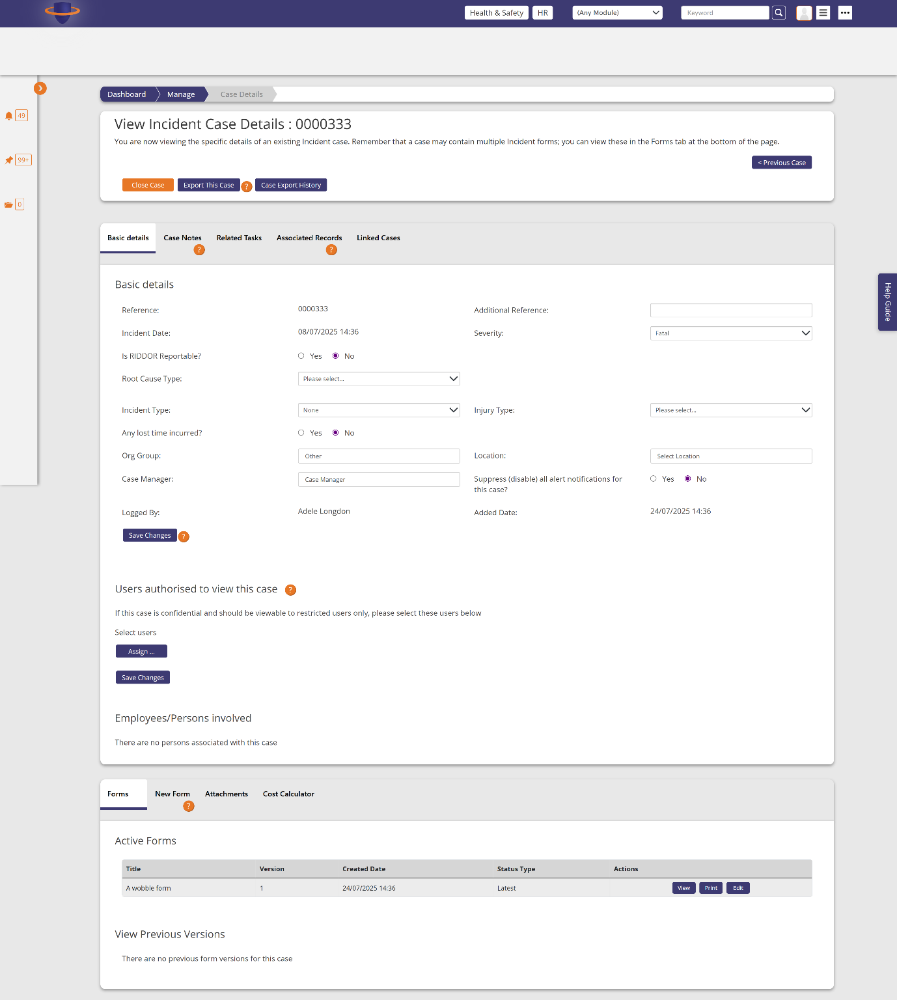 Health & Safety HR (Any Module) Keyword
Dashboard Manage Case Details
49
View Incident Case Details : 0000333
You are now viewing the specific details of an existing Incident case. Remember that a case may contain multiple Incident forms; you can view these in the Forms tab at the bottom of the page.
99+
< Previous Case
Close Case Export This Case ? Case Export History
0
Basic details Case Notes ? Related Tasks Associated Records ? Linked Cases
Help Guide
Basic details
Reference: 0000333 Additional Reference:
Incident Date: 08/07/2025 14:36 Severity: Fatal
Is RIDDOR Reportable? Yes No
Root Cause Type: Please select...
Incident Type: None Injury Type: Please select...
Any lost time incurred? Yes No
Org Group: Other Location: Select Location
Case Manager: Case Manager Suppress (disable) all alert notifications for Yes No
this case?
Logged By: Adele Longdon Added Date: 24/07/2025 14:36
Save Changes ?
Users authorised to view this case ?
If this case is confidential and should be viewable to restricted users only, please select these users below
Select users
Assign ...
Save Changes
Employees/Persons involved
There are no persons associated with this case
Forms New Form ? Attachments Cost Calculator
Active Forms
Title Version Created Date Status Type Actions
A wobble form 1 24/07/2025 14:36 Latest View Print Edit
View Previous Versions
There are no previous form versions for this case